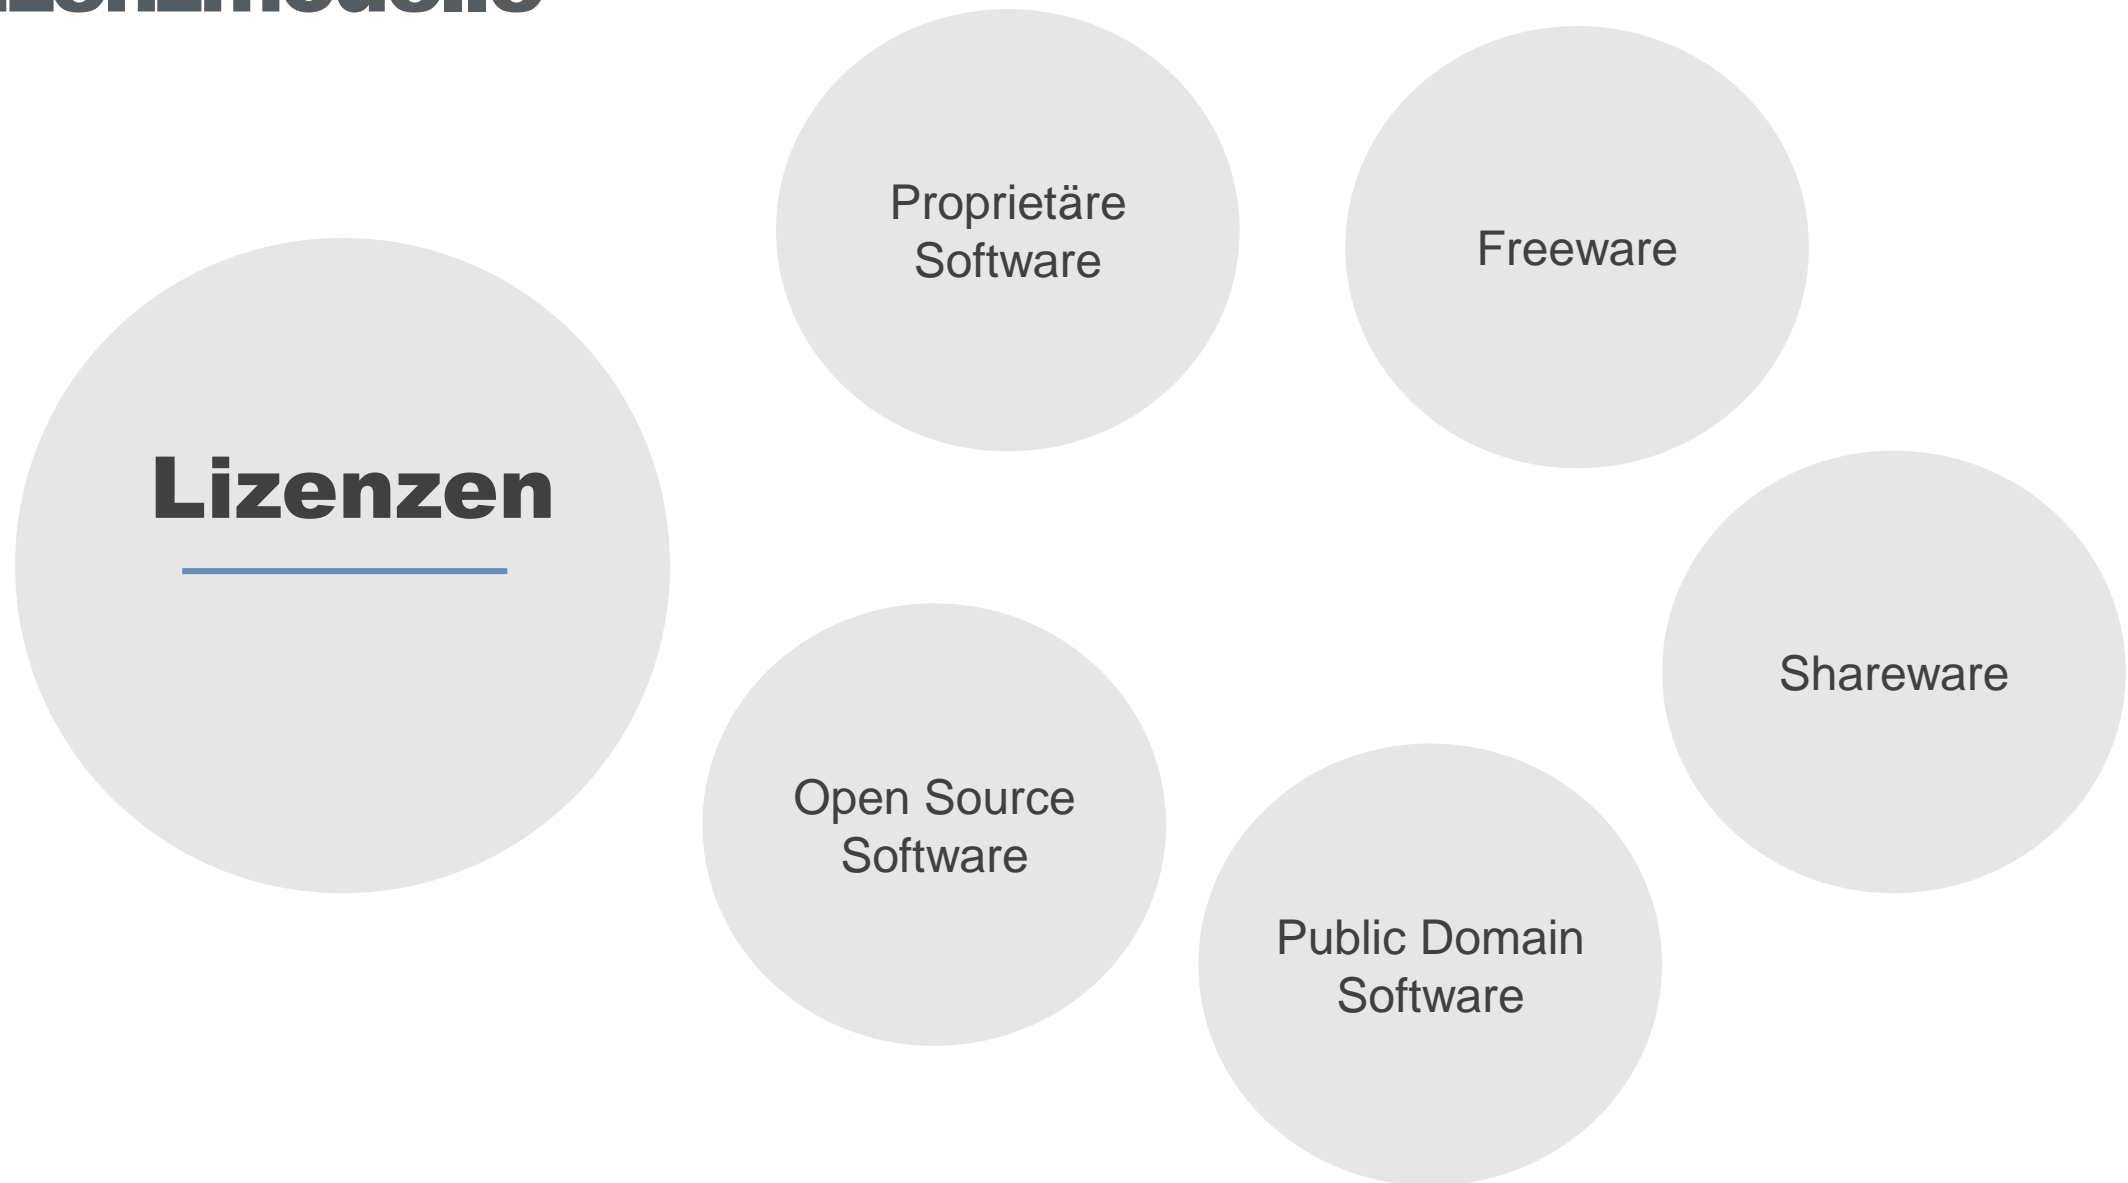 Lizenzen
Proprietäre
Software
Freeware
Shareware
Open Source
Software
Public Domain
Software